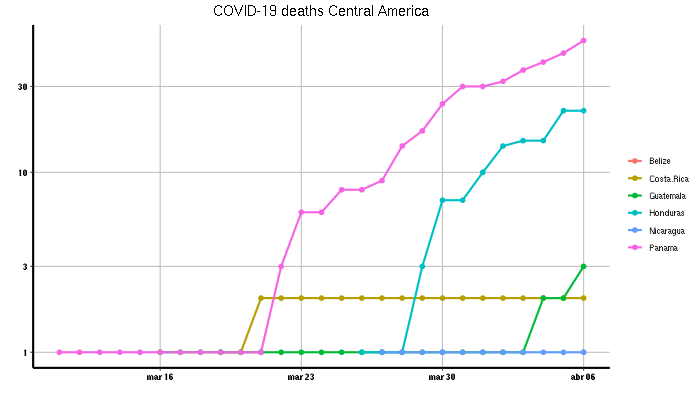 COVID-19 deaths Central America
30
10
3
1
mar 16
mar 23
mar 30
abr 06
Belize
Costa.Rica
Guatemala
Honduras
Nicaragua
Panama